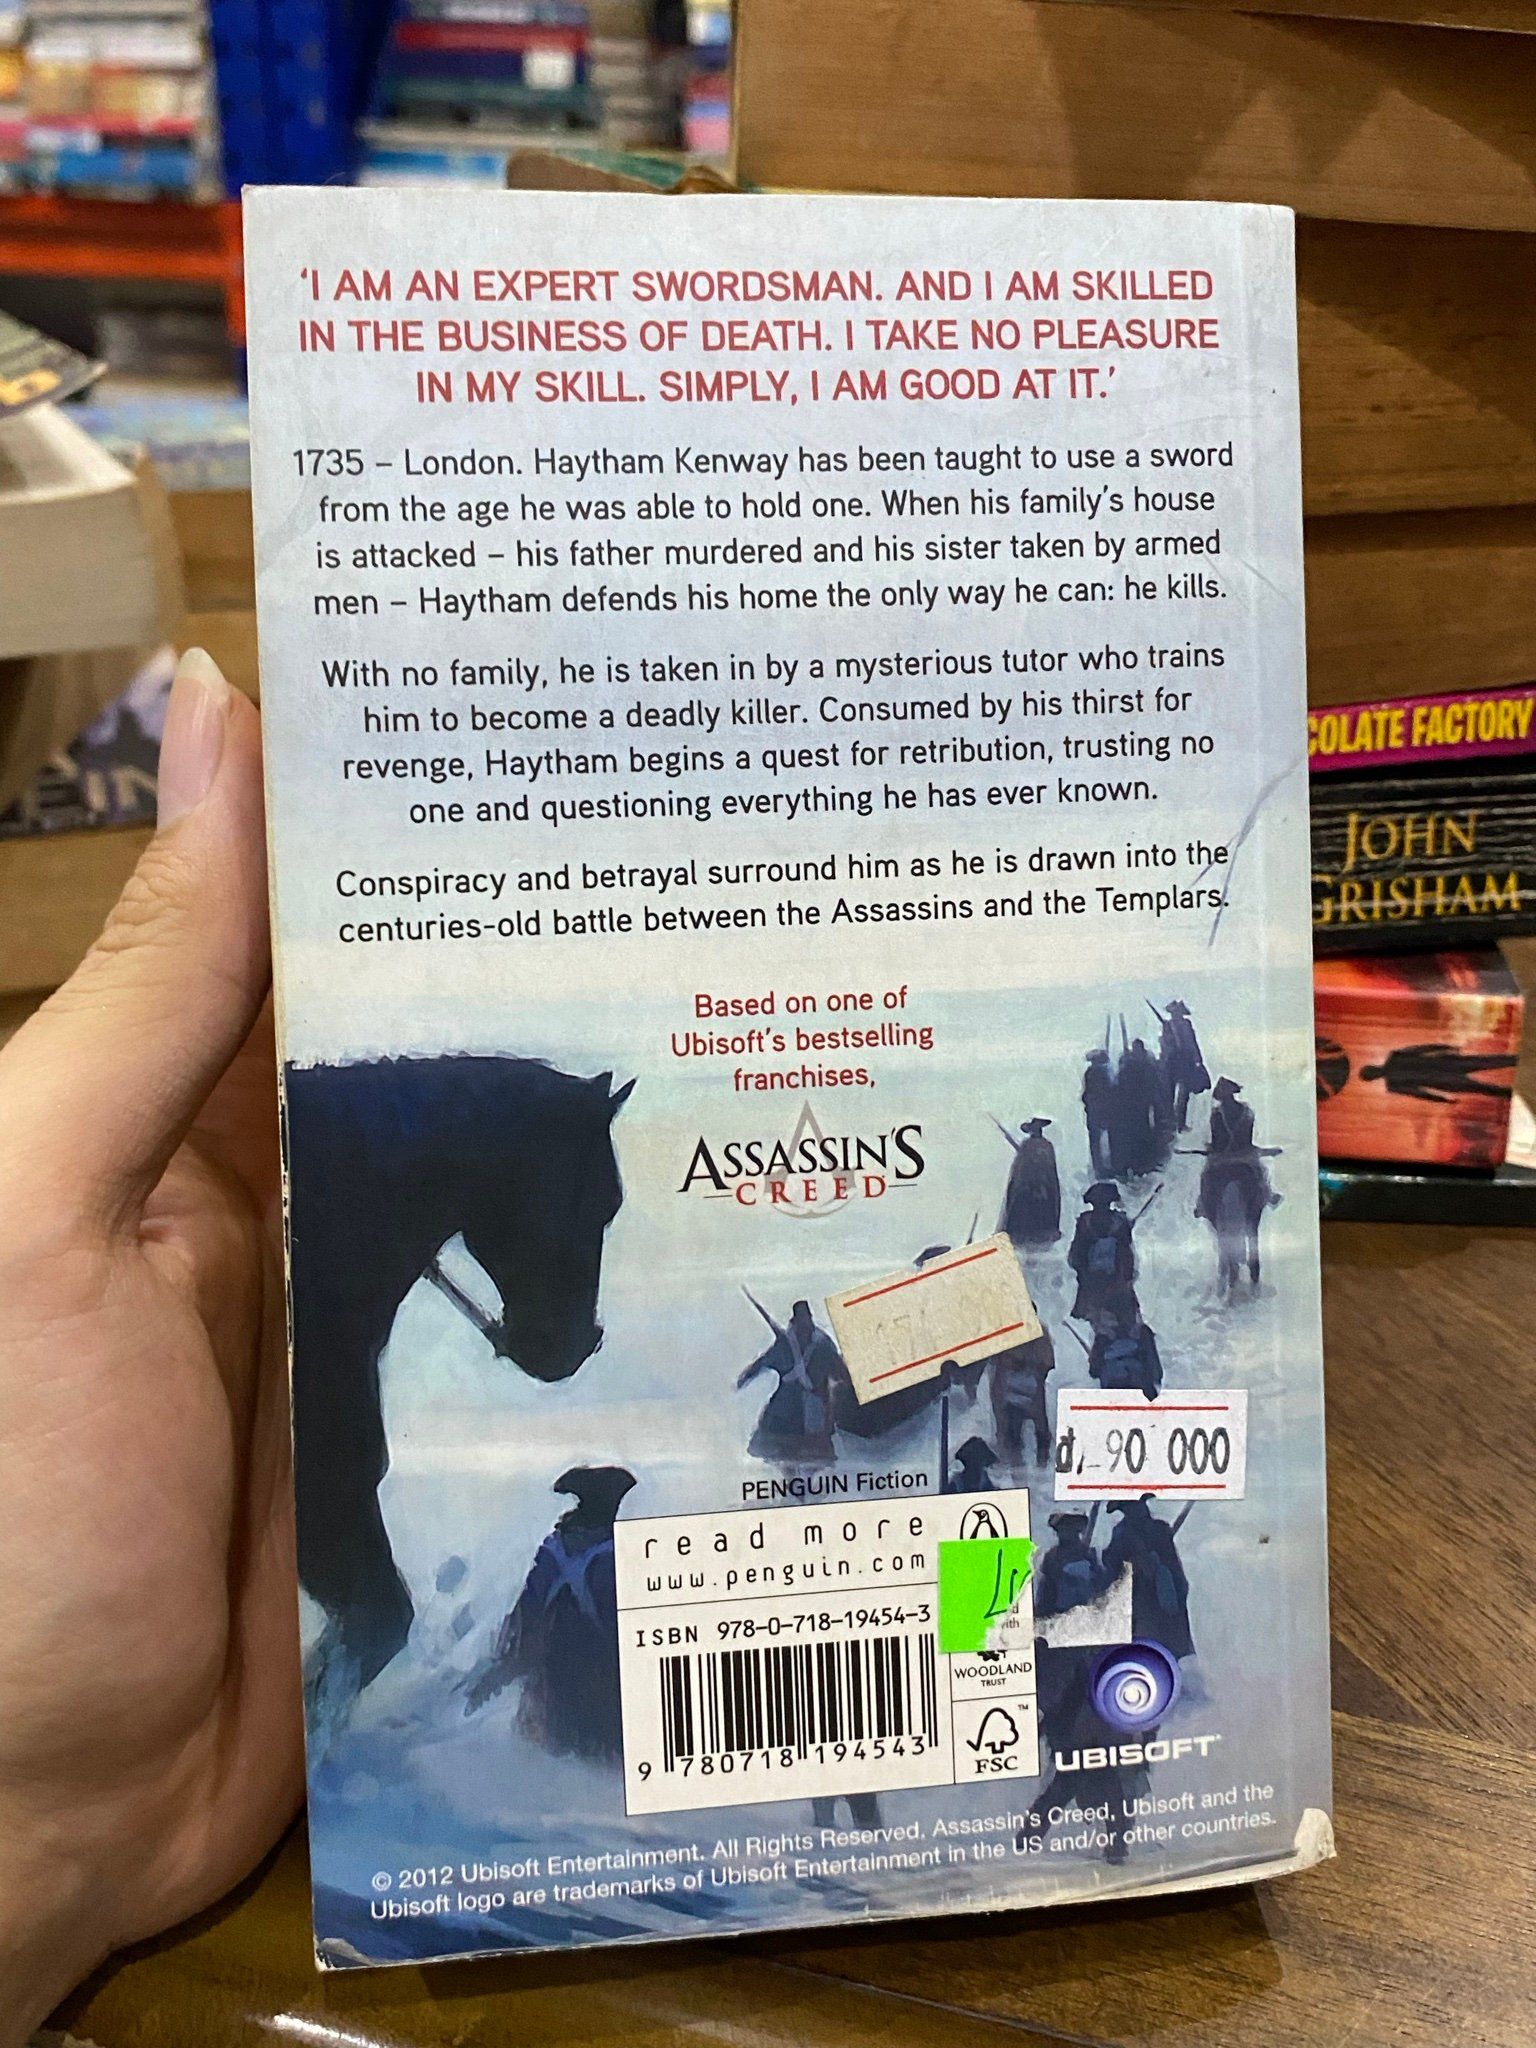 ‘I AM AN EXPERT SWORDSMAN. AND I AM SKILLED
IN THE BUSINESS OF DEATH. I TAKE NO PLEASURE
IN MY SKILL. SIMPLY, I AM GOOD AT IT.’
1735 – London. Haytham Kenway has been taught to use a sword
from the age he was able to hold one. When his family’s house
is attacked – his father murdered and his sister taken by armed
men – Haytham defends his home the only way he can: he kills.
With no family, he is taken in by a mysterious tutor who trains
him to become a deadly killer. Consumed by his thirst for
revenge, Haytham begins a quest for retribution, trusting no
one and questioning everything he has ever known.
Conspiracy and betrayal surround him as he is drawn into the
centuries-old battle between the Assassins and the Templars.
Based on one of
Ubisoft’s bestselling
franchises,
ASSASSIN'S
CREED
đ. 90 000
PENGUIN Fiction
read more
www.penguin.com
ISBN 978-0-718-19454-3
9 780718 194543
WOODLAND
TRUST
FSC
UBISOFT
© 2012 Ubisoft Entertainment. All Rights Reserved. Assassin’s Creed, Ubisoft and the
Ubisoft logo are trademarks of Ubisoft Entertainment in the US and/or other countries.
COLATE FACTORY
JOHN
GRISHAM